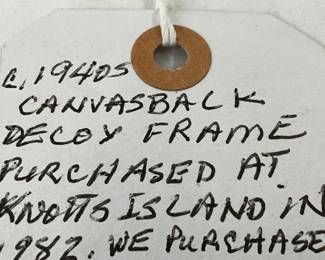 c. 1940s
CANVASBACK
DECOY FRAME
PURCHASED AT
KNOTTS ISLAND IN
1982. WE PURCHASE